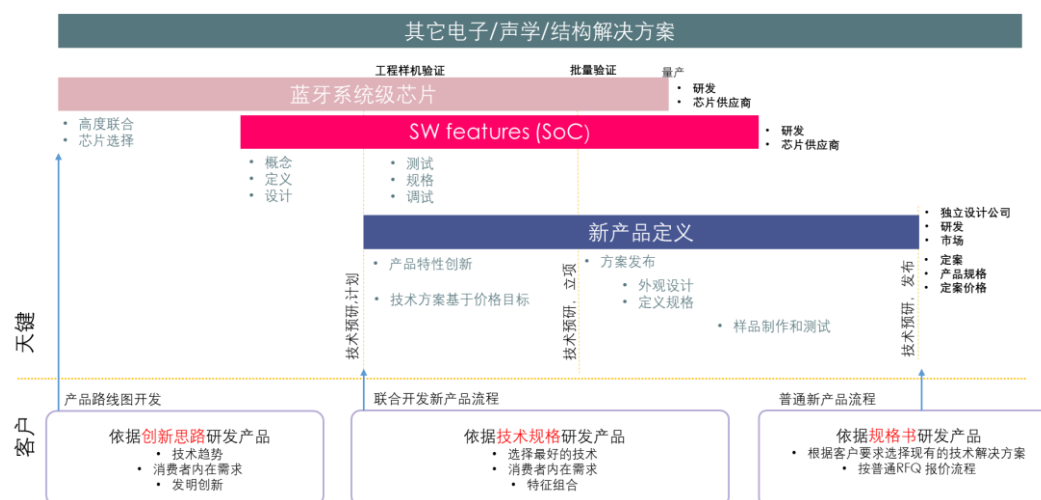 其它电子/声学/结构解决方案
工程样机验证
批量验证
量产
蓝牙系统级芯片
• 研发
• 芯片供应商
• 高度联合
• 芯片选择
SW features (SoC)
• 研发
• 芯片供应商
• 概念
• 定义
• 设计
• 测试
• 规格
• 调试
新产品定义
• 独立设计公司
• 研发
• 市场
• 定案
• 产品规格
• 定案价格
技术预研,计划
• 产品特性创新
• 技术方案基于价格目标
技术预研，立项
• 方案发布
• 外观设计
• 定义规格
• 样品制作和测试
技术预研，发布
天键
客户
产品路线图开发
联合开发新产品流程
普通新产品流程
依据创新思路研发产品
• 技术趋势
• 消费者内在需求
• 发明创新
依据技术规格研发产品
• 选择最好的技术
• 消费者内在需求
• 特征组合
依据规格书研发产品
• 根据客户要求选择现有的技术解决方案
• 按普通RFQ 报价流程